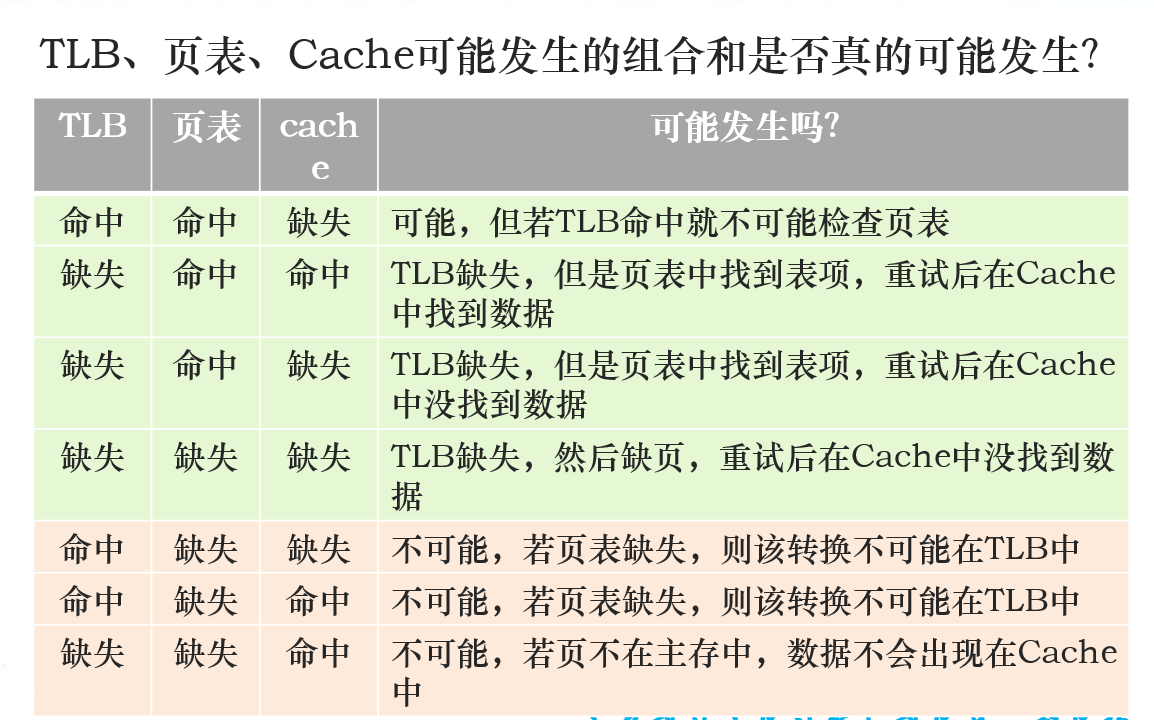 TLB、页表、Cache可能发生的组合和是否真的可能发生?
TLB 页表 cach
e 可能发生吗?
命中 命中 缺失 可能，但若TLB命中就不可能检查页表
缺失 命中 命中 TLB缺失，但是页表中找到表项，重试后在Cache
中找到数据
缺失 命中 缺失 TLB缺失，但是页表中找到表项，重试后在Cache
中没找到数据
缺失 缺失 缺失 TLB缺失，然后缺页，重试后在Cache中没找到数
据
命中 缺失 缺失 不可能，若页表缺失，则该转换不可能在TLB中
命中 缺失 命中 不可能，若页表缺失，则该转换不可能在TLB中
缺失 缺失 命中 不可能，若页不在主存中，数据不会出现在Cache
中